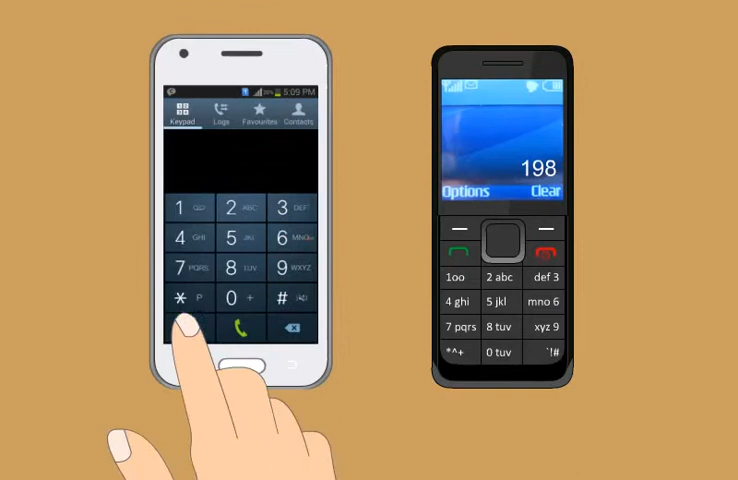 5:09 PM
Keypad Logs Favourites Contacts
1 2 ABC 3 DEF
4 GHI 5 JKL 6 MNO
7 PQRS 8 TUV 9 WXYZ
* P 0 + #
198
Options Clear
1oo 2 abc def 3
4 ghi 5 jkl mno 6
7 pqrs 8 tuv xyz 9
*^+ 0 tuv `!#